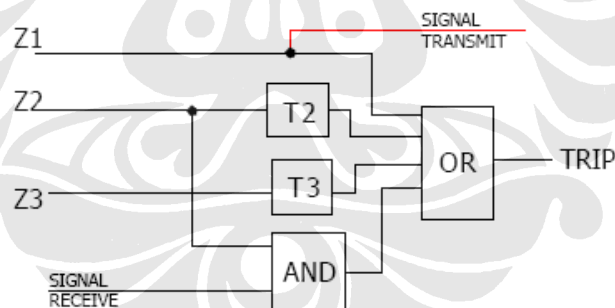 SIGNAL
TRANSMIT
Z1
Z2
T2
OR
TRIP
T3
Z3
AND
SIGNAL
RECEIVE